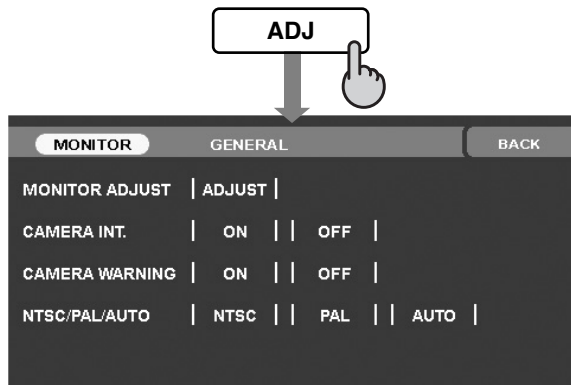 ADJ
MONITOR GENERAL BACK
MONITOR ADJUST | ADJUST |
CAMERA INT. | ON | | OFF |
CAMERA WARNING | ON | | OFF |
NTSC/PAL/AUTO | NTSC | | PAL | | AUTO |